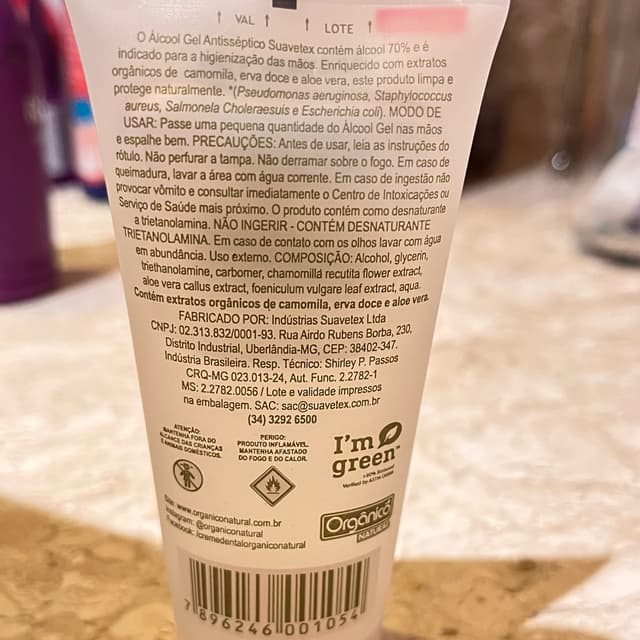 VAL LOTE
O Álcool Gel Antisséptico Suavetex contém álcool 70% e é
indicado para a higienização das mãos. Enriquecido com extratos
orgânicos de camomila, erva doce e aloe vera, este produto limpa e
protege naturalmente. *(Pseudomonas aeruginosa, Staphylococcus
aureus, Salmonela Choleraesuis e Escherichia coli). MODO DE
USAR: Passe uma pequena quantidade do Álcool Gel nas mãos
e espalhe bem. PRECAUÇÕES: Antes de usar, leia as instruções do
rótulo. Não perfurar a tampa. Não derramar sobre o fogo. Em caso de
queimadura, lavar a área com água corrente. Em caso de ingestão não
provocar vômito e consultar imediatamente o Centro de Intoxicações ou
Serviço de Saúde mais próximo. O produto contém como desnaturante
a trietanolamina. NÃO INGERIR - CONTÉM DESNATURANTE
TRIETANOLAMINA. Em caso de contato com os olhos lavar com água
em abundância. Uso externo. COMPOSIÇÃO: Alcohol, glycerin,
triethanolamine, carbomer, chamomilla recutita flower extract,
aloe vera callus extract, foeniculum vulgare leaf extract, aqua.
Contém extratos orgânicos de camomila, erva doce e aloe vera.
FABRICADO POR: Indústrias Suavetex Ltda
CNPJ: 02.313.832/0001-93. Rua Airdo Rubens Borba, 230,
Distrito Industrial, Uberlândia-MG, CEP: 38402-347.
Indústria Brasileira. Resp. Técnico: Shirley P. Passos
CRQ-MG 023.013-24, Aut. Func. 2.2782-1
MS: 2.2782.0056 / Lote e validade impressos
na embalagem. SAC: sac@suavetex.com.br
(34) 3292 6500
ATENÇÃO:
MANTENHA FORA DO
ALCANCE DAS CRIANÇAS
E ANIMAIS DOMÉSTICOS.
PERIGO:
PRODUTO INFLAMÁVEL.
MANTENHA AFASTADO
DO FOGO E DO CALOR.
I'm
green™
Verified by ASTM
Site: www.organiconatural.com.br
Instagram: @organiconatural
Facebook: /cremedentalorganiconatural
Orgânico
NATURAL
7 896246 001054